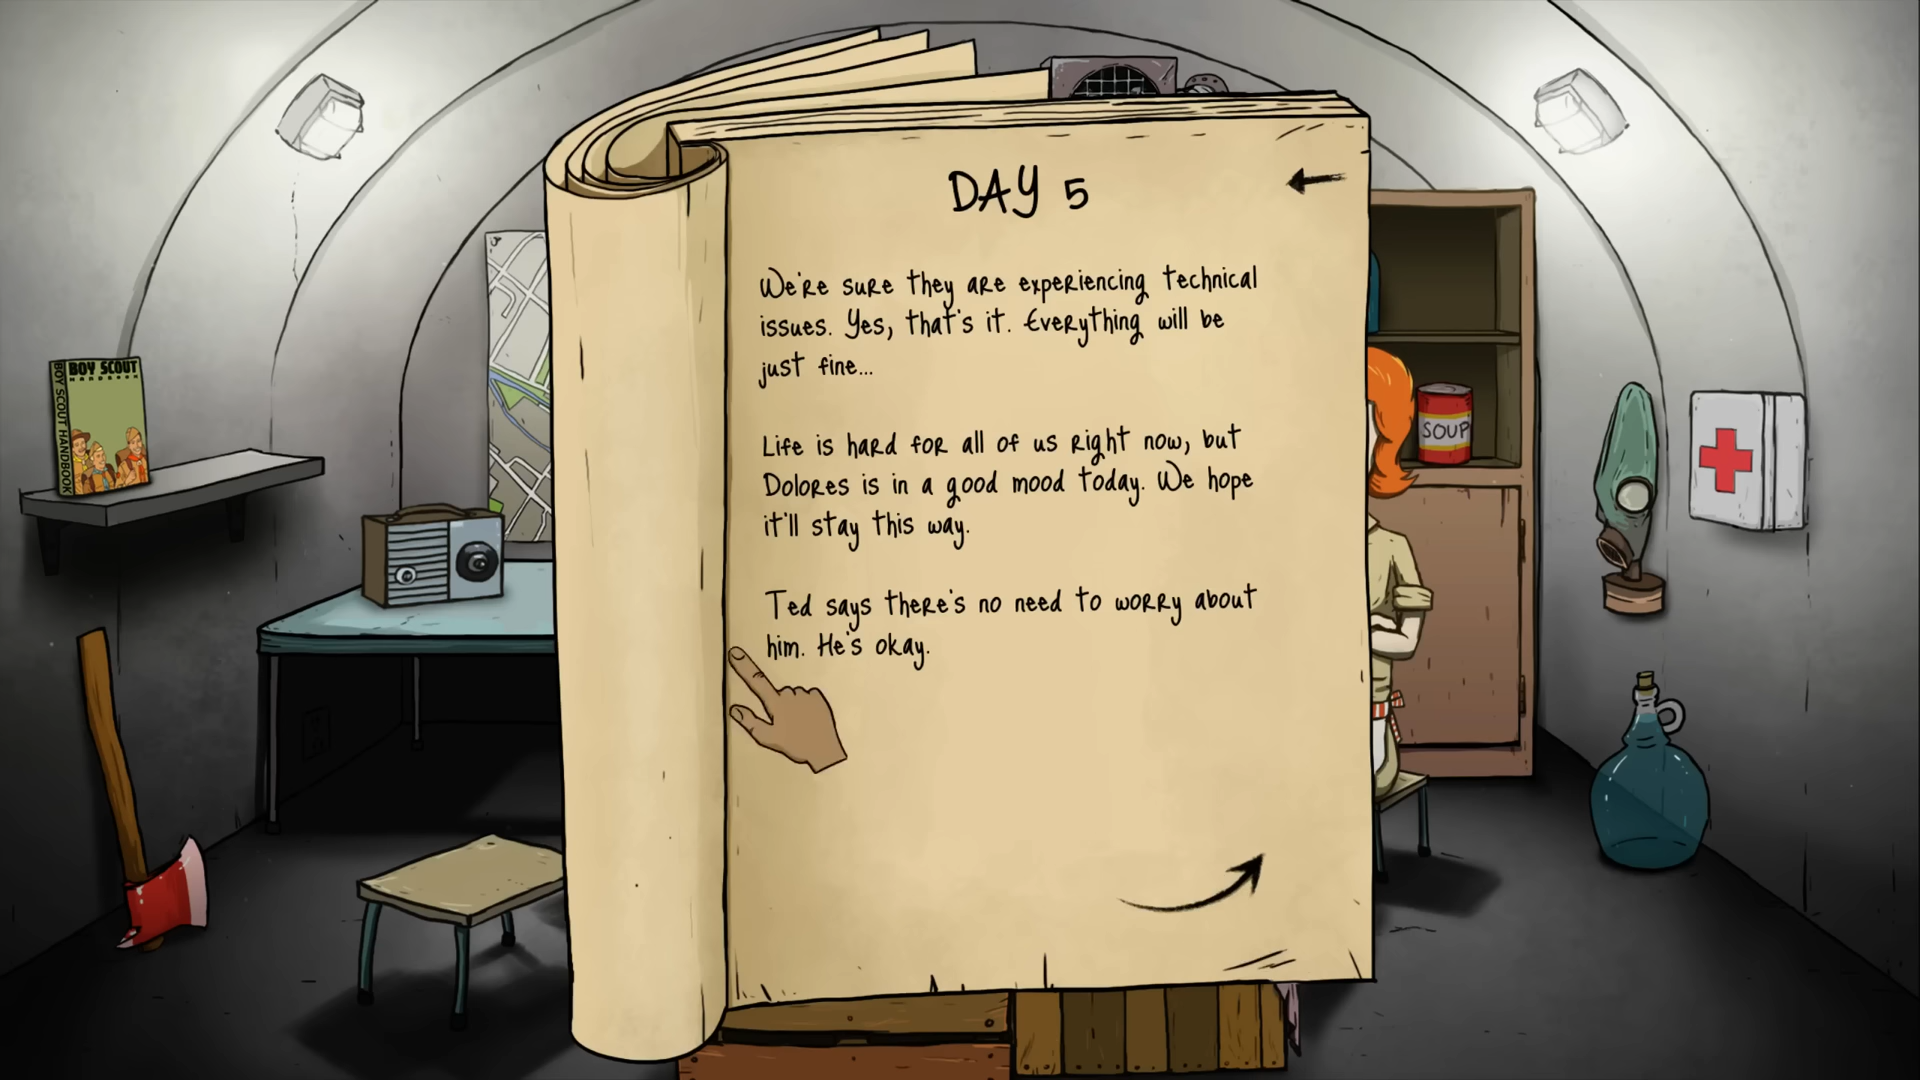 DAY 5
We're sure they are experiencing technical
issues. Yes, that's it. Everything will be
just fine...
Life is hard for all of us right now, but
Dolores is in a good mood today. We hope
it'll stay this way.
Ted says there's no need to worry about
him. He's okay.
BOY SCOUT
HANDBOOK
BOY SCOUT HANDBOOK
SOUP